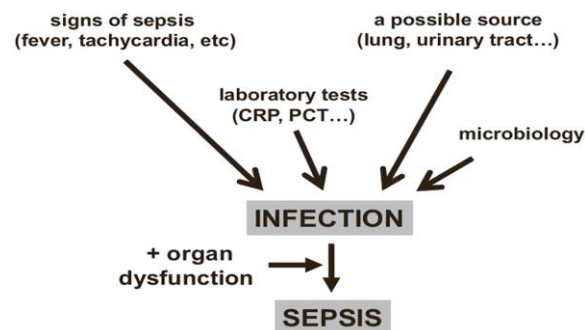 signs of sepsis
(fever, tachycardia, etc)
a possible source
(lung, urinary tract...)
laboratory tests
(CRP, PCT...)
microbiology
INFECTION
+ organ
dysfunction
SEPSIS